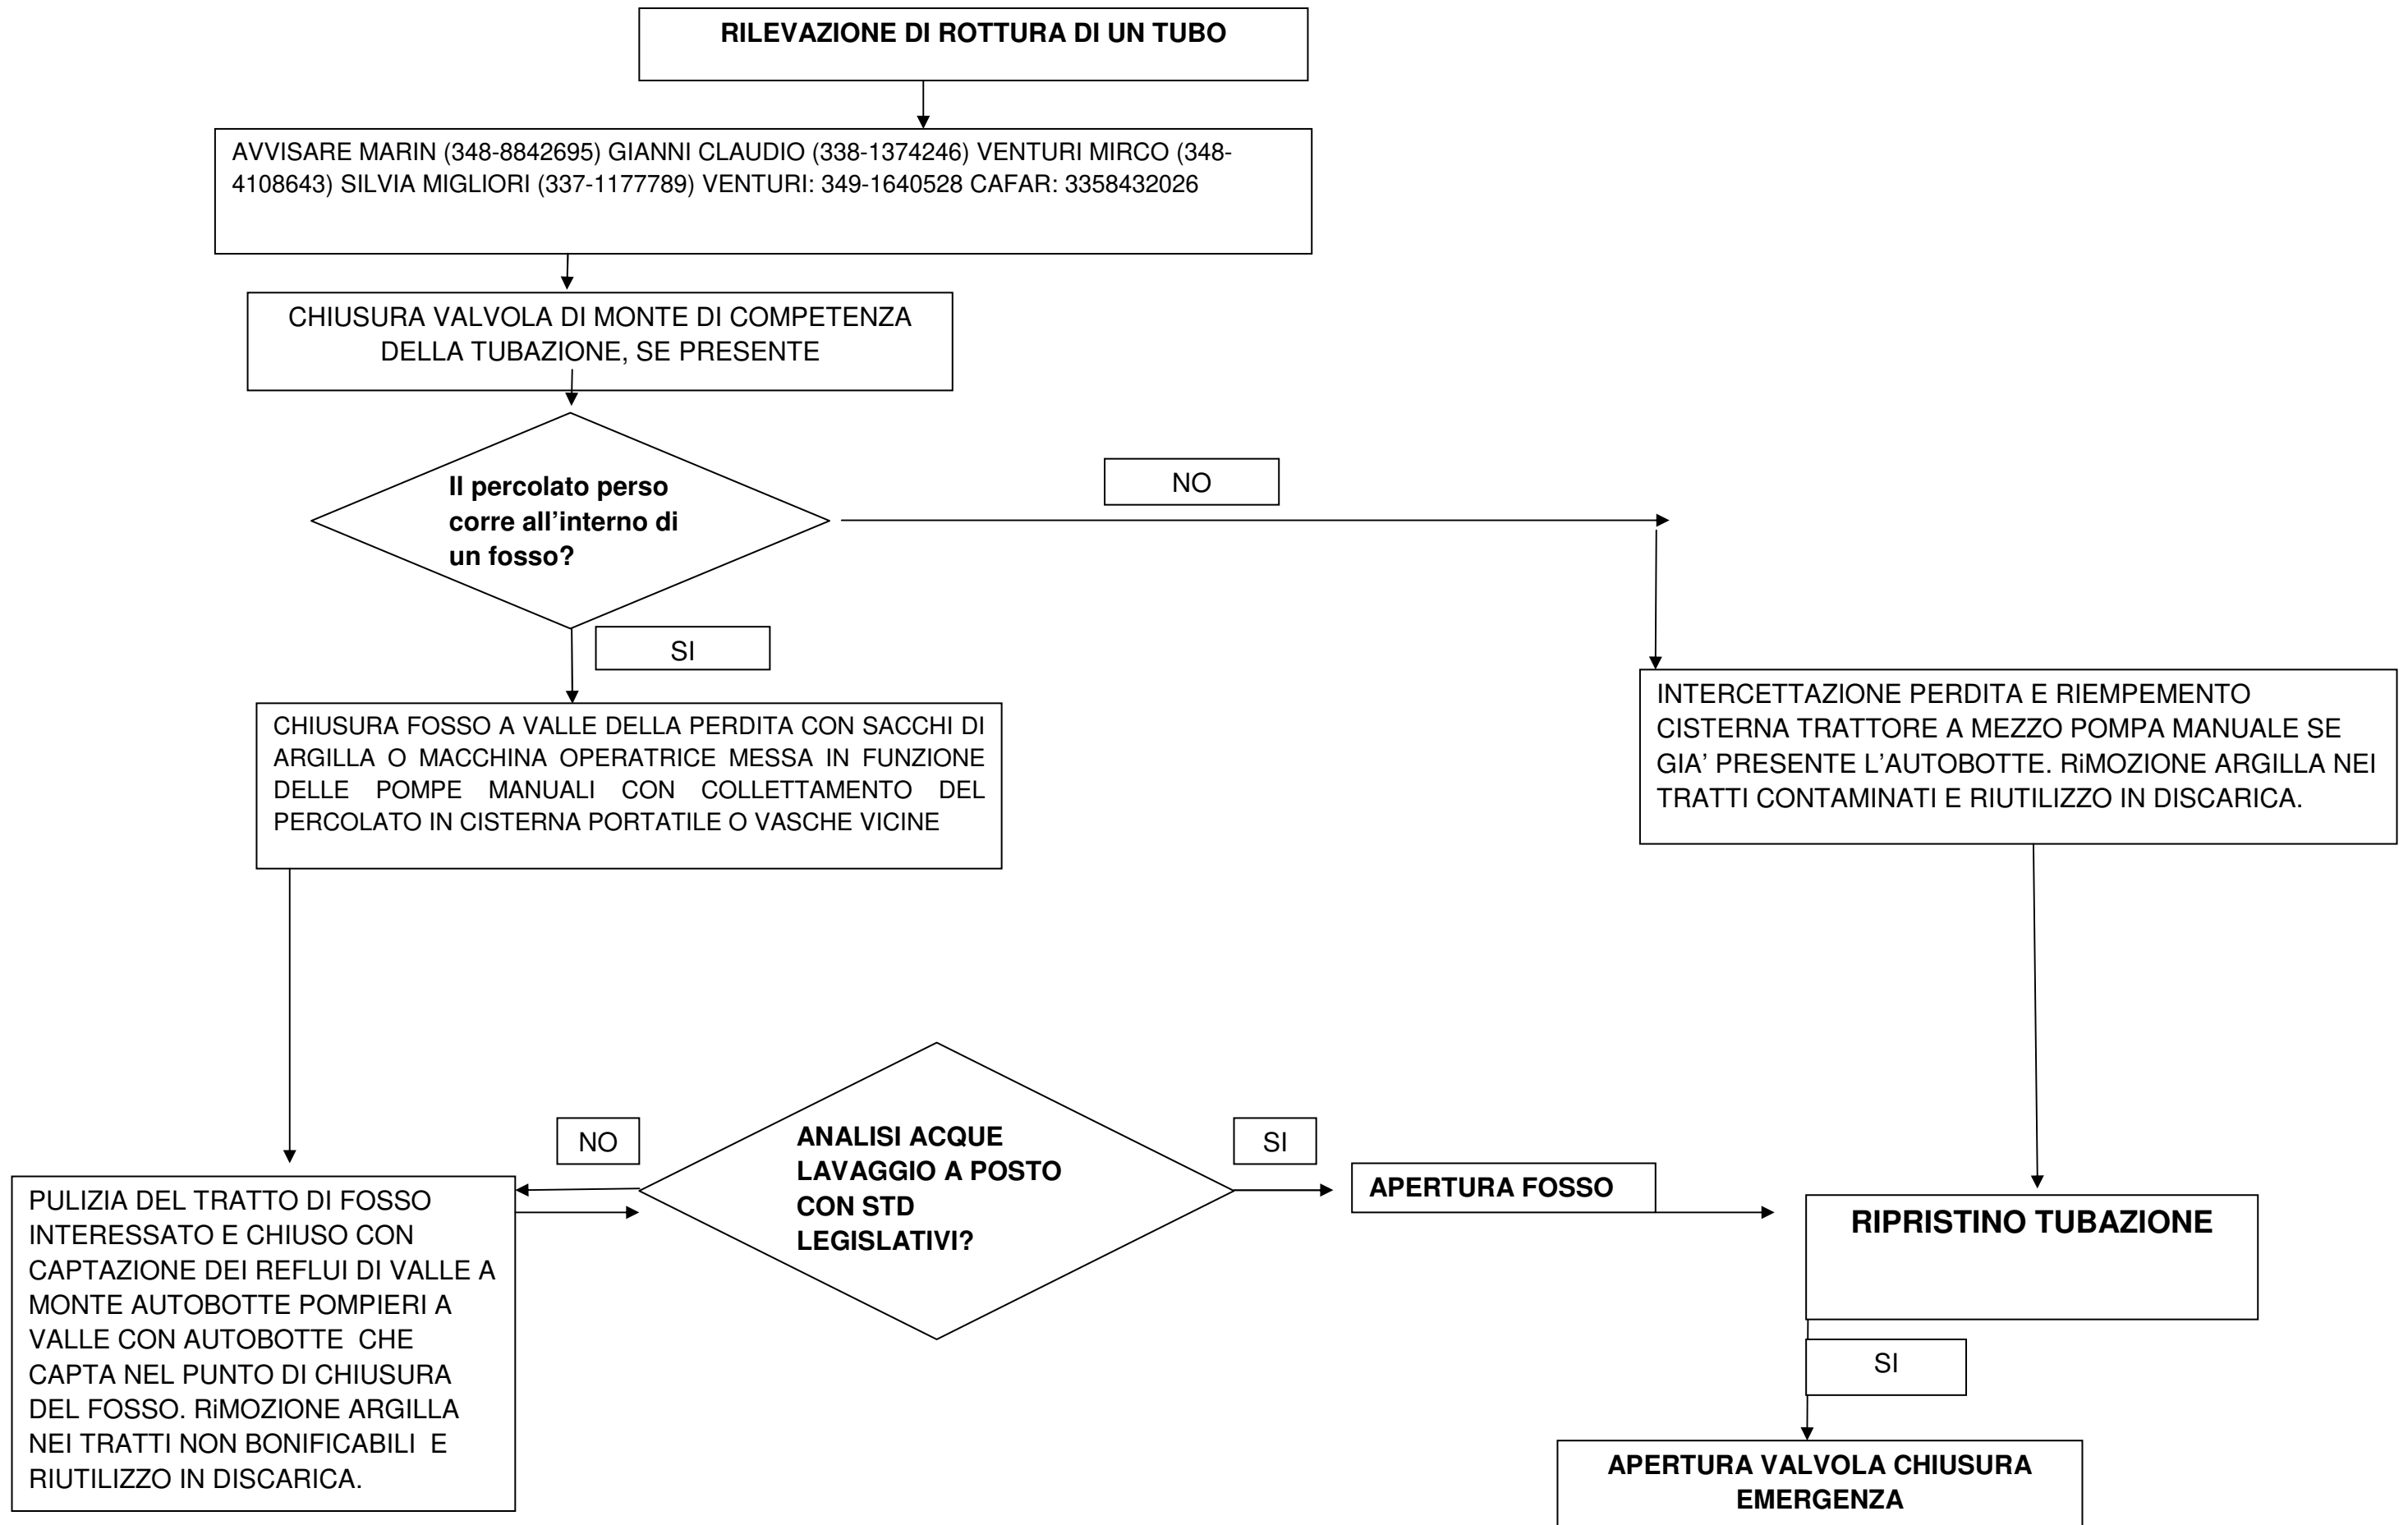 RILEVAZIONE DI ROTTURA DI UN TUBO
AVVISARE MARIN (348-8842695) GIANNI CLAUDIO (338-1374246) VENTURI MIRCO (348-
4108643) SILVIA MIGLIORI (337-1177789) VENTURI: 349-1640528 CAFAR: 3358432026
CHIUSURA VALVOLA DI MONTE DI COMPETENZA
DELLA TUBAZIONE, SE PRESENTE
Il percolato perso
corre all'interno di
un fosso?
NO
SI
CHIUSURA FOSSO A VALLE DELLA PERDITA CON SACCHI DI
ARGILLA O MACCHINA OPERATRICE MESSA IN FUNZIONE
DELLE POMPE MANUALI CON COLLETTAMENTO DEL
PERCOLATO IN CISTERNA PORTATILE O VASCHE VICINE
INTERCETTAZIONE PERDITA E RIEMPEMENTO
CISTERNA TRATTORE A MEZZO POMPA MANUALE SE
GIA' PRESENTE L'AUTOBOTTE. RiMOZIONE ARGILLA NEI
TRATTI CONTAMINATI E RIUTILIZZO IN DISCARICA.
PULIZIA DEL TRATTO DI FOSSO
INTERESSATO E CHIUSO CON
CAPTAZIONE DEI REFLUI DI VALLE A
MONTE AUTOBOTTE POMPIERI A
VALLE CON AUTOBOTTE CHE
CAPTA NEL PUNTO DI CHIUSURA
DEL FOSSO. RiMOZIONE ARGILLA
NEI TRATTI NON BONIFICABILI E
RIUTILIZZO IN DISCARICA.
NO
ANALISI ACQUE
LAVAGGIO A POSTO
CON STD
LEGISLATIVI?
SI
APERTURA FOSSO
RIPRISTINO TUBAZIONE
SI
APERTURA VALVOLA CHIUSURA
EMERGENZA